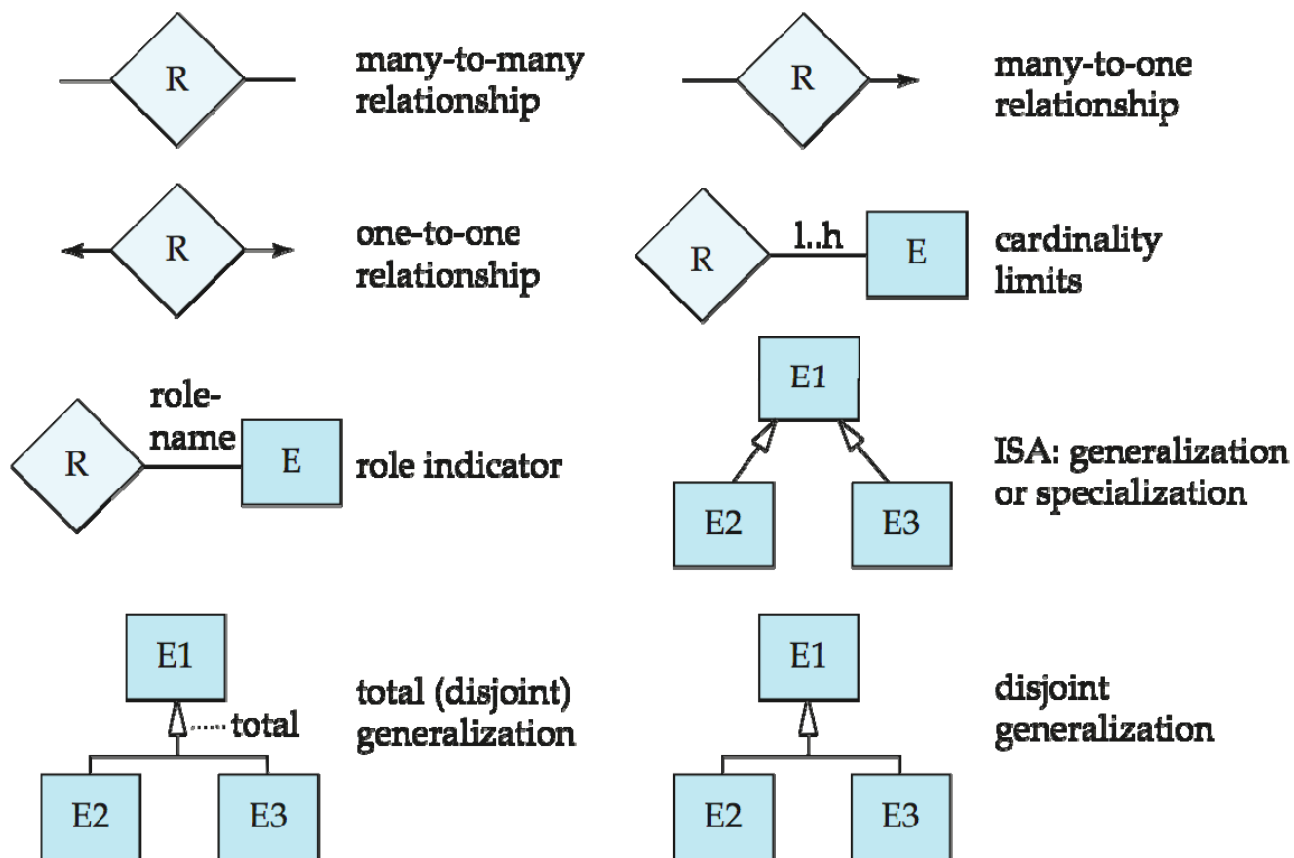 R
many-to-many
relationship
R
many-to-one
relationship
R
one-to-one
relationship
R
l..h
E
cardinality
limits
R
role-
name
E
role indicator
E1
E2
E3
ISA: generalization
or specialization
E1
total
E2
E3
total (disjoint)
generalization
E1
E2
E3
disjoint
generalization